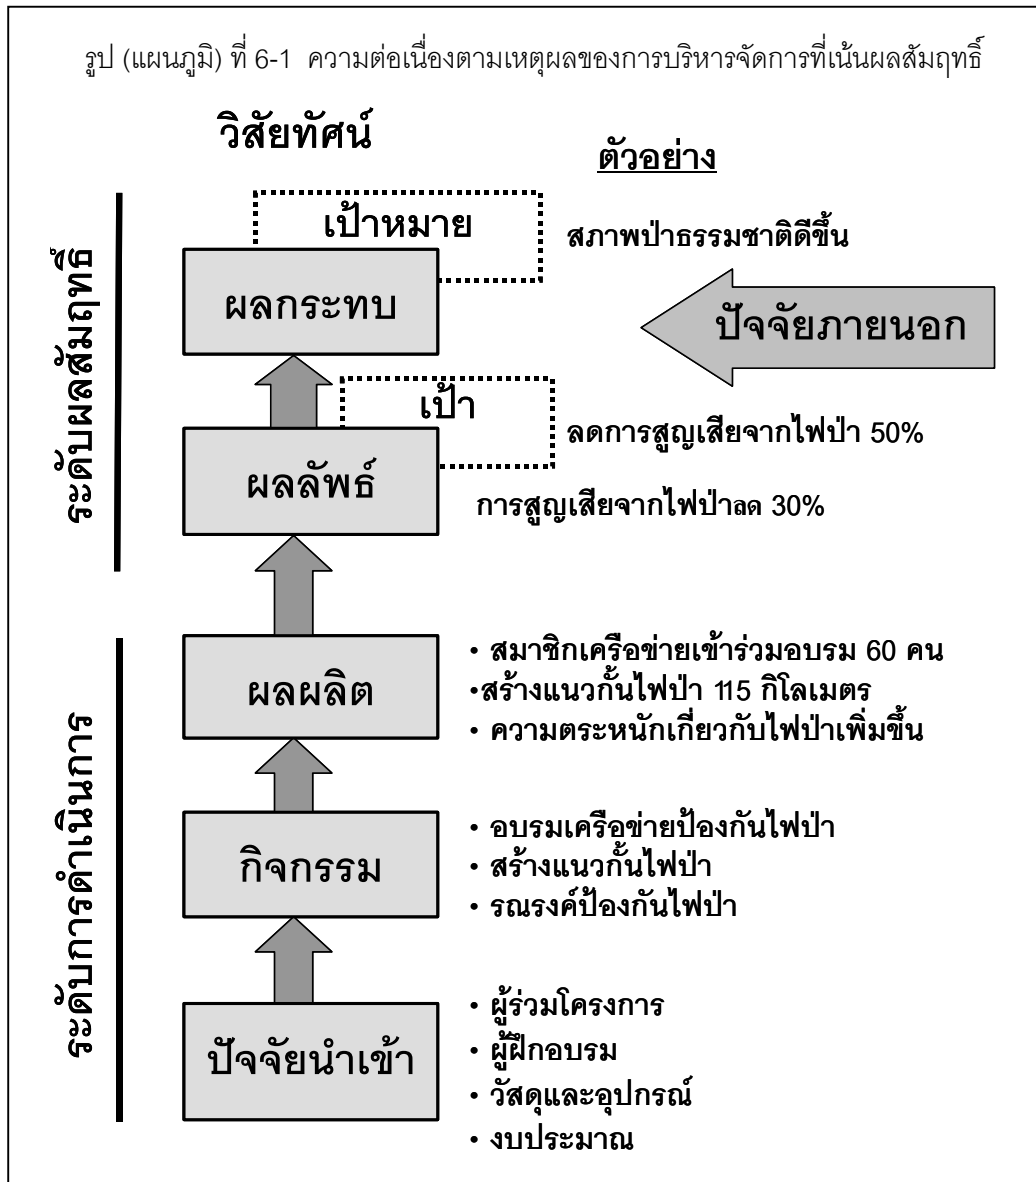 รูป (แผนภูมิ) ที่ 6-1 ความต่อเนื่องตามเหตุผลของการบริหารจัดการที่เน้นผลสัมฤทธิ์
วิสัยทัศน์
ตัวอย่าง
ระดับผลสัมฤทธิ์
เป้าหมาย
สภาพป่าธรรมชาติดีขึ้น
ผลกระทบ
ปัจจัยภายนอก
เป้า
ลดการสูญเสียจากไฟป่า 50%
ผลลัพธ์
การสูญเสียจากไฟป่าลด 30%
ระดับการดำเนินการ
ผลผลิต
• สมาชิกเครือข่ายเข้าร่วมอบรม 60 คน
•สร้างแนวกั้นไฟป่า 115 กิโลเมตร
• ความตระหนักเกี่ยวกับไฟป่าเพิ่มขึ้น
กิจกรรม
• อบรมเครือข่ายป้องกันไฟป่า
• สร้างแนวกั้นไฟป่า
• รณรงค์ป้องกันไฟป่า
ปัจจัยนำเข้า
• ผู้ร่วมโครงการ
• ผู้ฝึกอบรม
• วัสดุและอุปกรณ์
• งบประมาณ